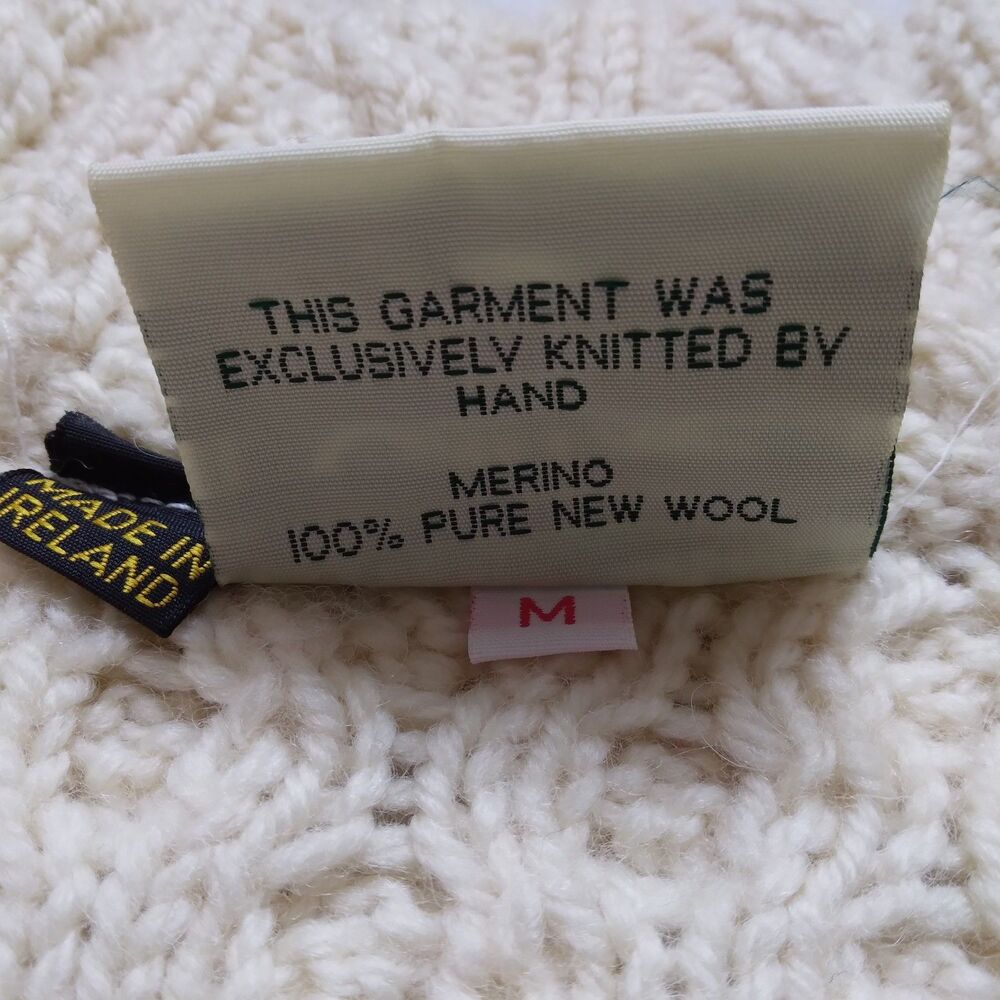 THIS GARMENT WAS
EXCLUSIVELY KNITTED BY
HAND
MERINO
100% PURE NEW WOOL
M
MADE IN
IRELAND